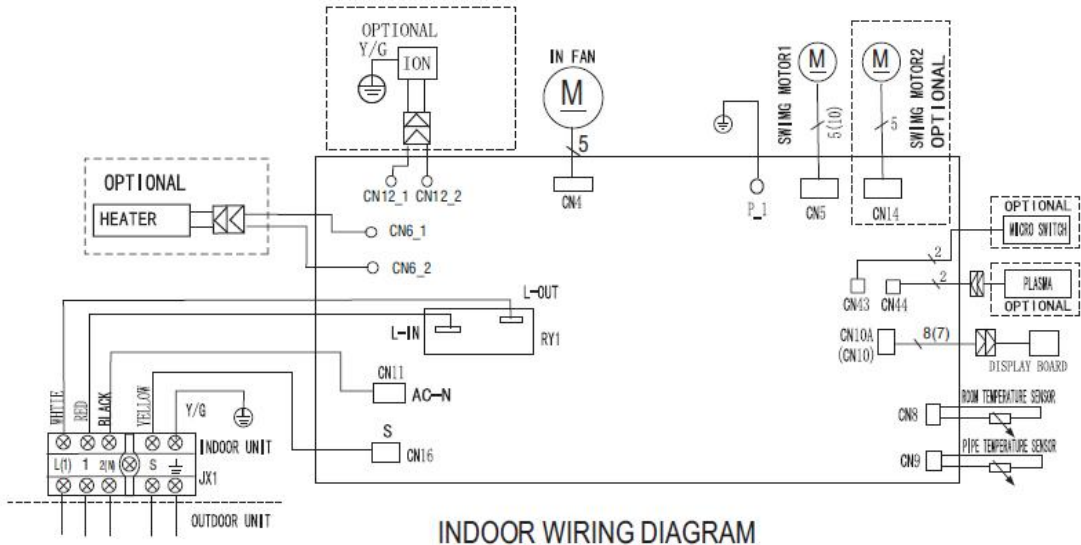 OPTIONAL
Y/G
ION
IN FAN
M
5
SWIMG MOTOR1
M
5(10)
SWIMG MOTOR2
OPTIONAL
M
5
OPTIONAL
HEATER
CN12_1
CN12_2
CN4
P_1
CN5
CN14
CN6_1
CN6_2
OPTIONAL
MICRO SWITCH
2
CN43
CN44
2
PLASMA
OPTIONAL
L-OUT
L-IN
RY1
CN10A
(CN10)
8(7)
DISPLAY BOARD
CN11
AC-N
WHTIE
RED
BLACK
YELLOW
Y/G
CN8
ROOM TEMPERATURE SENSOR
S
CN16
CN9
PIPE TEMPERATURE SENSOR
INDOOR UNIT
L(1) 1 2(N) S
JX1
OUTDOOR UNIT
INDOOR WIRING DIAGRAM